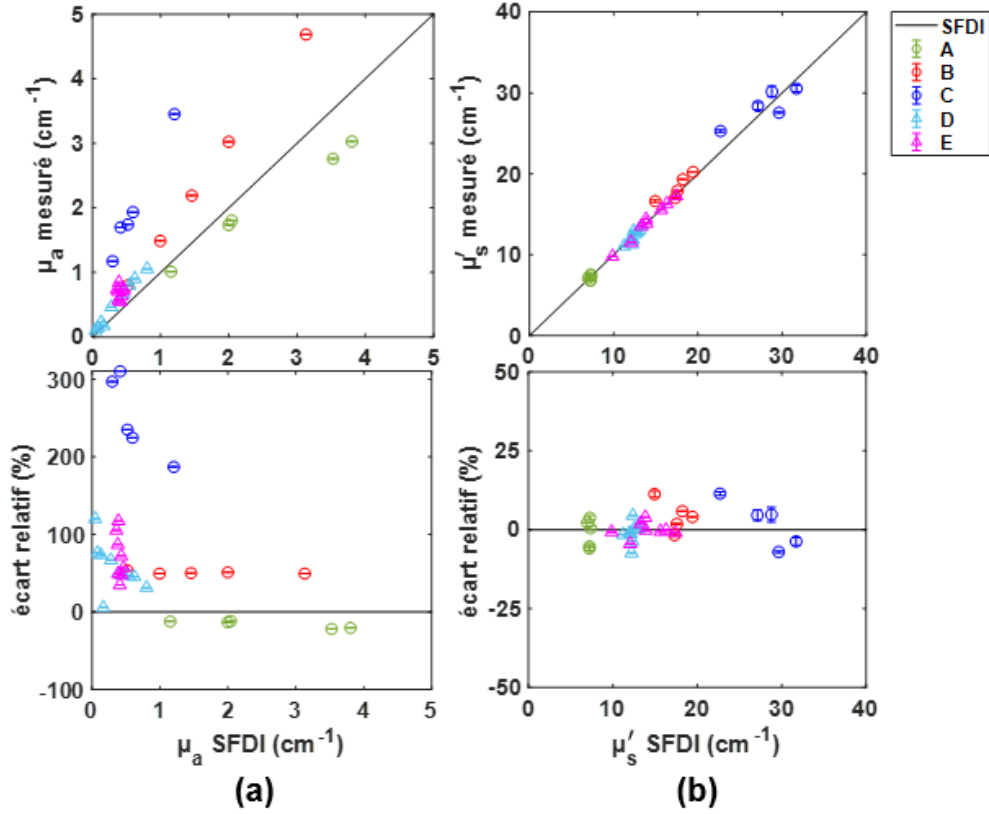 5
4
3
2
1
0
μa mesuré (cm-1)
0 1 2 3 4 5
40
30
20
10
0
μ's mesuré (cm-1)
0 10 20 30 40
SFDI
A
B
C
D
E
300
200
100
0
-100
écart relatif (%)
0 1 2 3 4 5
μa SFDI (cm-1)
(a)
50
25
0
-25
-50
écart relatif (%)
0 10 20 30 40
μ's SFDI (cm-1)
(b)